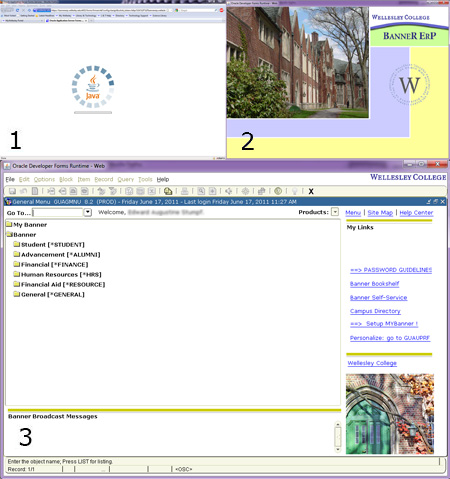 Java
1
Oracle Developer Forms Runtime - Web
WELLESLEY COLLEGE
BANNER ERP
W
2
Oracle Developer Forms Runtime - Web
File Edit Options Block Item Record Query Tools Help
WELLESLEY COLLEGE
X
General Menu GUAGMNU 8.2 (PROD) - Friday June 17, 2011 - Last login Friday June 17, 2011 11:27 AM
Go To... Welcome, Products: Menu | Site Map | Help Center
My Banner
Banner
Student [*STUDENT]
Advancement [*ALUMNI]
Financial [*FINANCE]
Human Resources [*HRS]
Financial Aid [*RESOURCE]
General [*GENERAL]
My Links
==> PASSWORD GUIDELINES
Banner Bookshelf
Banner Self-Service
Campus Directory
==> Setup MYBanner !
Personalize: go to GUAUPRF
Wellesley College
Banner Broadcast Messages
3
Enter the object name; Press LIST for listing.
Record: 1/1 ... <OSC>